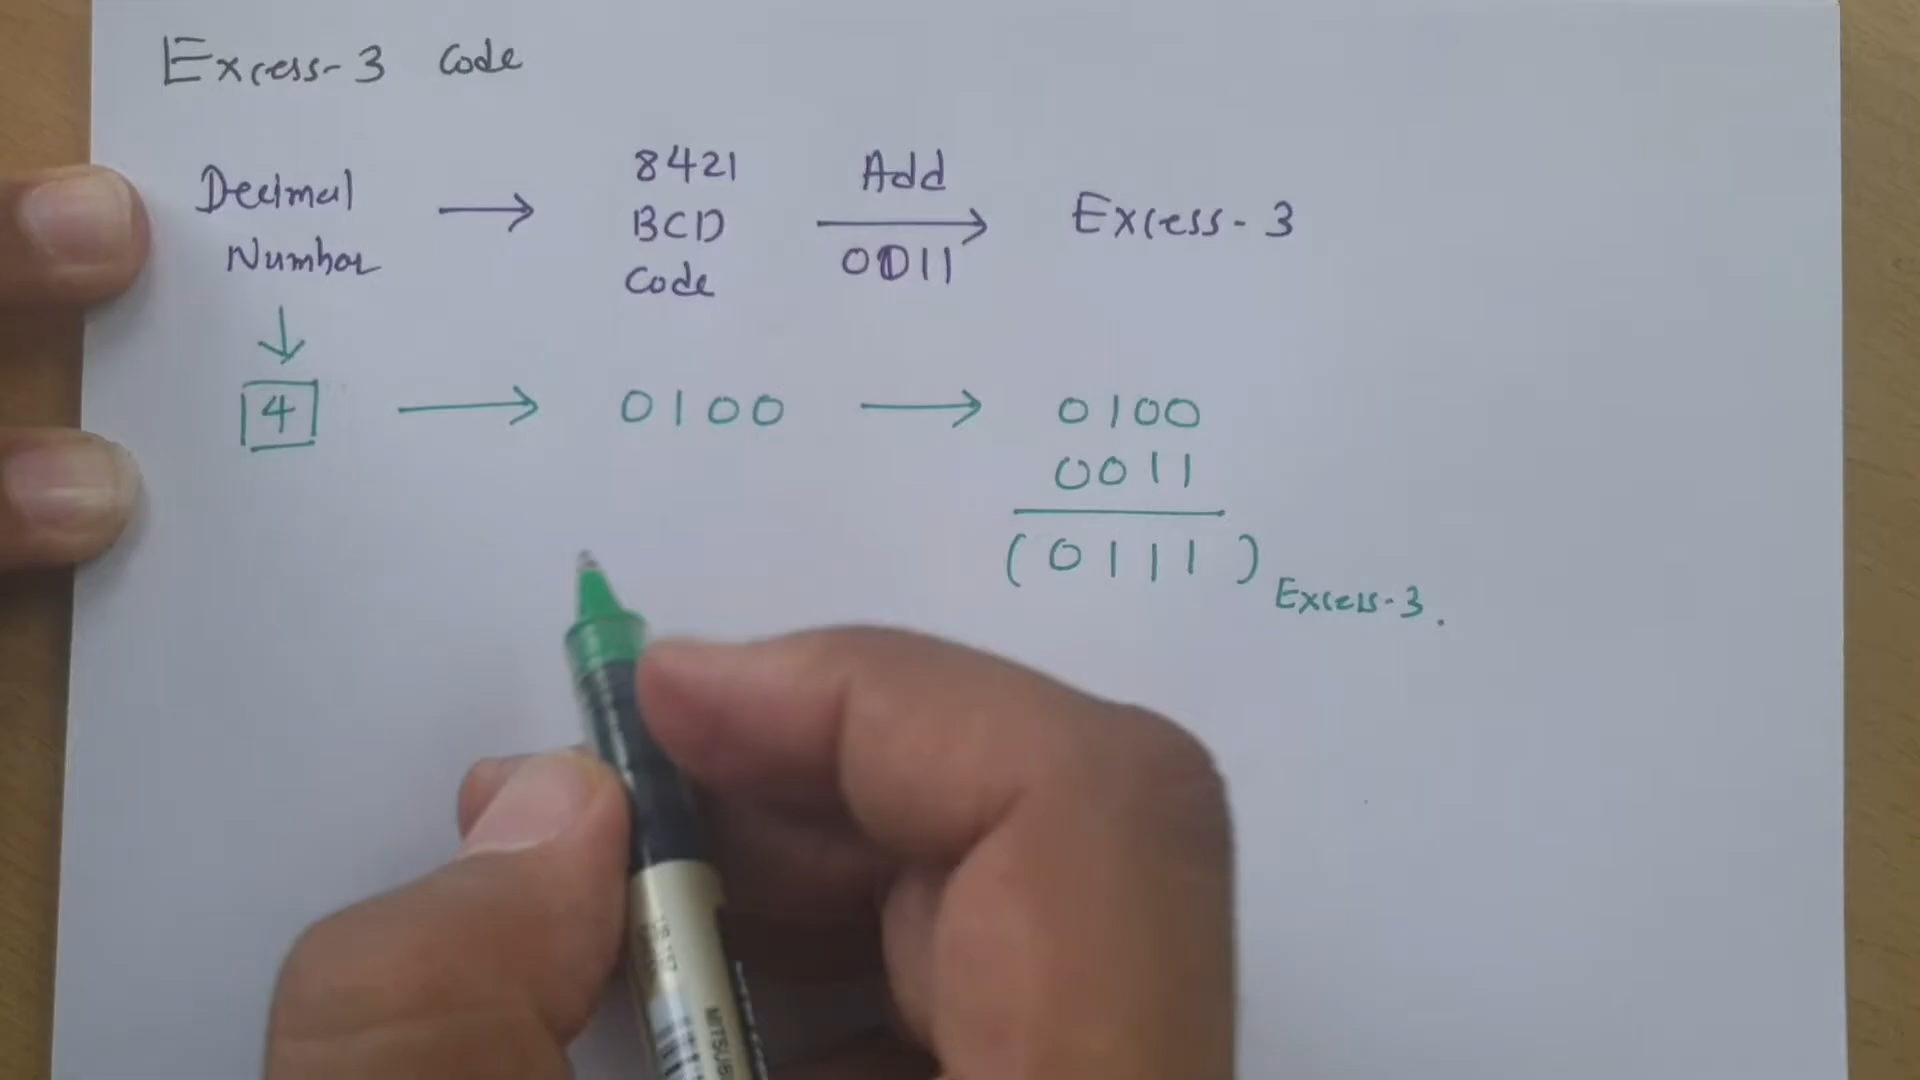 Excess-3 Code
Decimal Number → 8421 BCD Code Add 0011 → Excess-3
↓
4 → 0100 → 0100
0011
(0111) Excess-3.
MITSUB